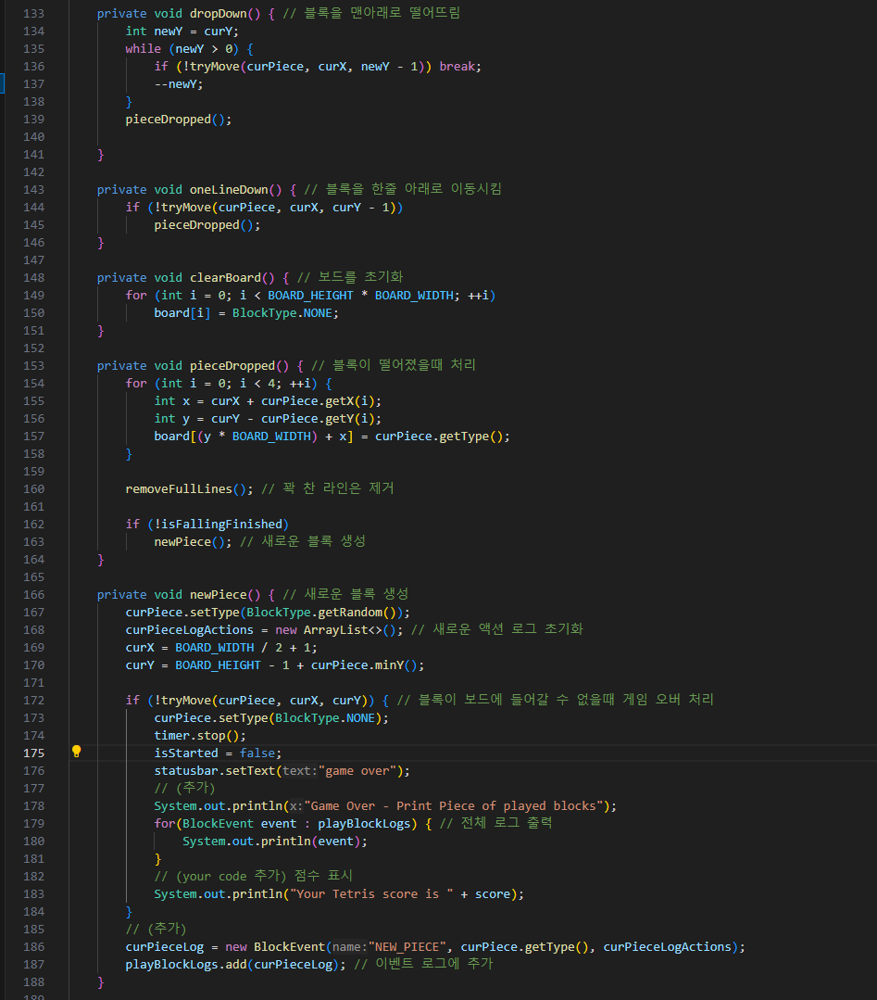 133 private void dropDown() { // 블록을 맨아래로 떨어뜨림
134 int newY = curY;
135 while (newY > 0) {
136 if (!tryMove(curPiece, curX, newY - 1)) break;
137 --newY;
138 }
139 pieceDropped();
140
141 }
142
143 private void oneLineDown() { // 블록을 한줄 아래로 이동시킴
144 if (!tryMove(curPiece, curX, curY - 1))
145 pieceDropped();
146 }
147
148 private void clearBoard() { // 보드를 초기화
149 for (int i = 0; i < BOARD_HEIGHT * BOARD_WIDTH; ++i)
150 board[i] = BlockType.NONE;
151 }
152
153 private void pieceDropped() { // 블록이 떨어졌을때 처리
154 for (int i = 0; i < 4; ++i) {
155 int x = curX + curPiece.getX(i);
156 int y = curY - curPiece.getY(i);
157 board[(y * BOARD_WIDTH) + x] = curPiece.getType();
158 }
159
160 removeFullLines(); // 꽉 찬 라인은 제거
161
162 if (!isFallingFinished)
163 newPiece(); // 새로운 블록 생성
164 }
165
166 private void newPiece() { // 새로운 블록 생성
167 curPiece.setType(BlockType.getRandom());
168 curPieceLogActions = new ArrayList<>(); // 새로운 액션 로그 초기화
169 curX = BOARD_WIDTH / 2 + 1;
170 curY = BOARD_HEIGHT - 1 + curPiece.minY();
171
172 if (!tryMove(curPiece, curX, curY)) { // 블록이 보드에 들어갈 수 없을때 게임 오버 처리
173 curPiece.setType(BlockType.NONE);
174 timer.stop();
175 isStarted = false;
176 statusbar.setText(text:"game over");
177 // (추가)
178 System.out.println(x:"Game Over - Print Piece of played blocks");
179 for(BlockEvent event : playBlockLogs) { // 전체 로그 출력
180 System.out.println(event);
181 }
182 // (your code 추가) 점수 표시
183 System.out.println("Your Tetris score is " + score);
184 }
185 // (추가)
186 curPieceLog = new BlockEvent(name:"NEW_PIECE", curPiece.getType(), curPieceLogActions);
187 playBlockLogs.add(curPieceLog); // 이벤트 로그에 추가
188 }
189